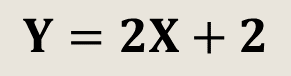 Y = 2X + 2